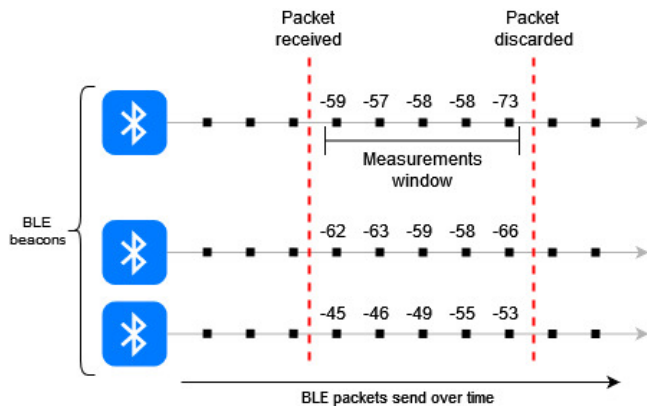 Packet
received
Packet
discarded
-59 -57 -58 -58 -73
Measurements
window
BLE
beacons
-62 -63 -59 -58 -66
-45 -46 -49 -55 -53
BLE packets send over time